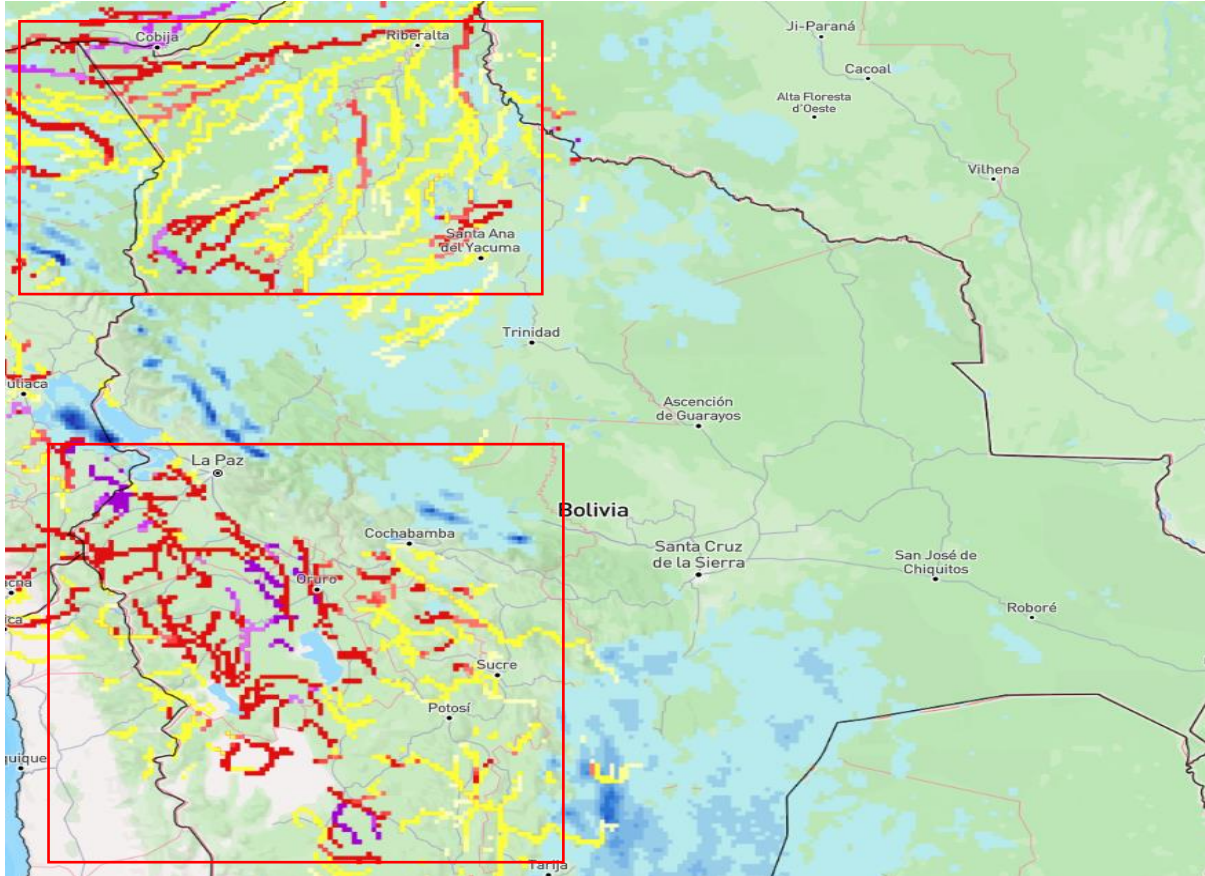 Ji-Paraná
Cobija
Riberalta
Cacoal
Alta Floresta
d'Oeste
Vilhena
Santa Ana
del Yacuma
Trinidad
Ascención
de Guarayos
La Paz
Bolivia
Cochabamba
Santa Cruz
de la Sierra
San José de
Chiquitos
Oruro
Roboré
Sucre
Potosí
Tarija